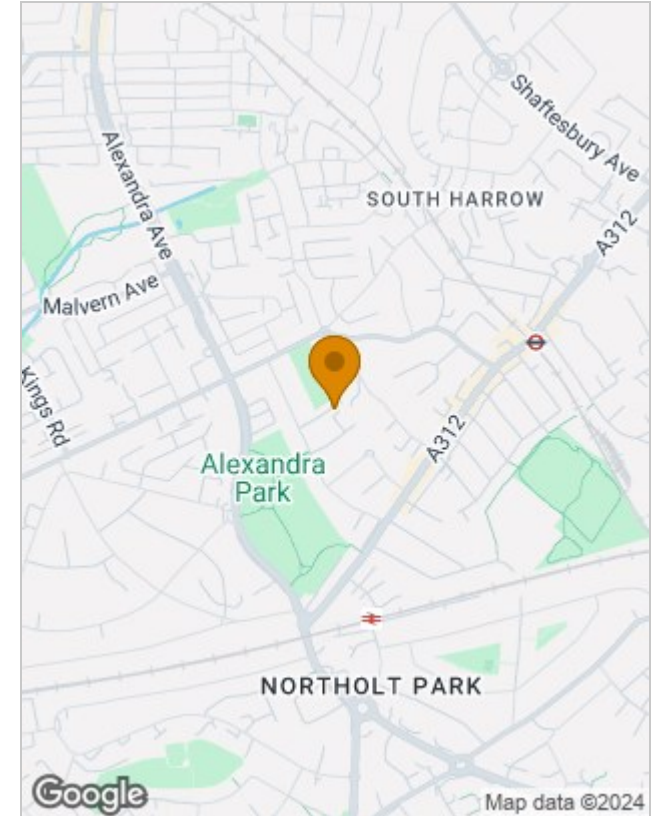 Shaftesbury Ave
Alexandra Ave
SOUTH HARROW
A312
Malvern Ave
Kings Rd
A312
Alexandra
Park
NORTHOLT PARK
Google
Map data ©2024